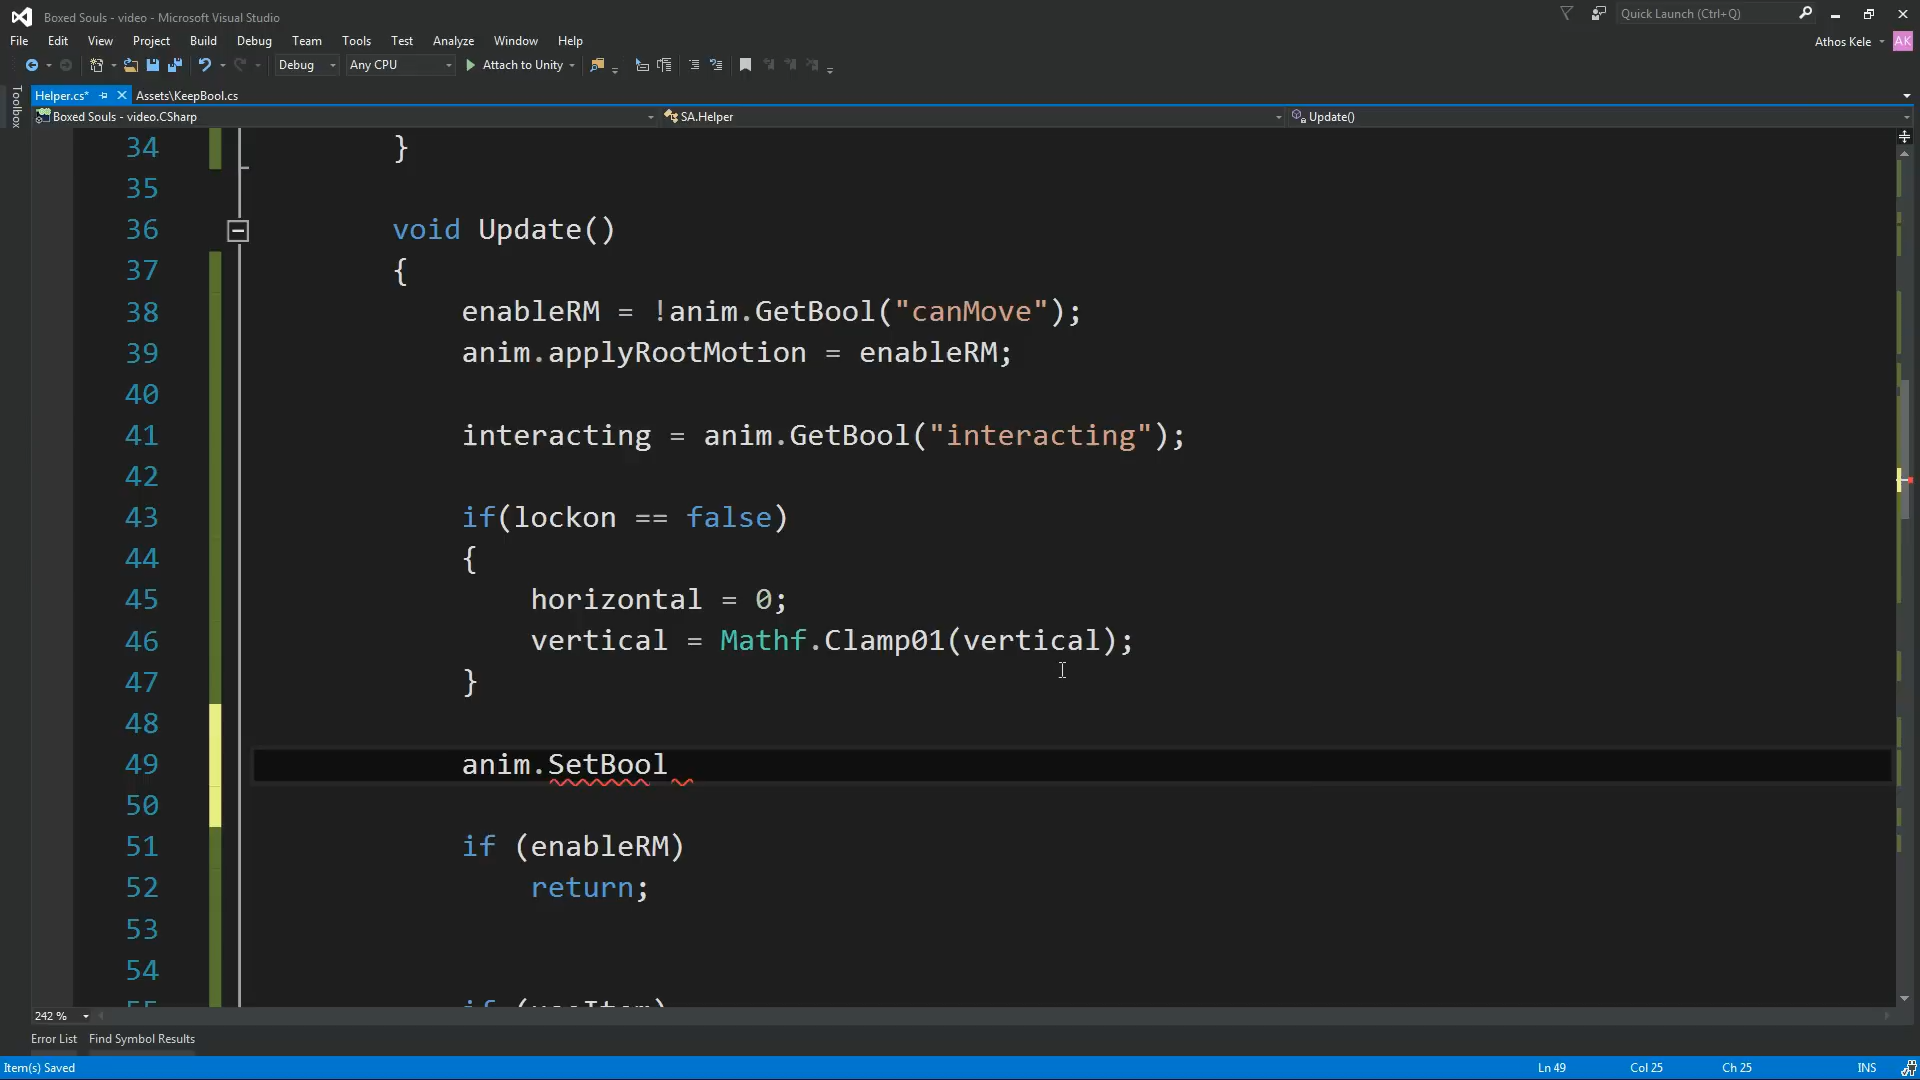 Boxed Souls - video - Microsoft Visual Studio
Quick Launch (Ctrl+Q)
File Edit View Project Build Debug Team Tools Test Analyze Window Help
Athos Kele AK
Debug Any CPU Attach to Unity
Toolbox
Helper.cs* Assets\KeepBool.cs
Boxed Souls - video.CSharp SA.Helper Update()
34 }
35
36 void Update()
37 {
38 enableRM = !anim.GetBool("canMove");
39 anim.applyRootMotion = enableRM;
40
41 interacting = anim.GetBool("interacting");
42
43 if(lockon == false)
44 {
45 horizontal = 0;
46 vertical = Mathf.Clamp01(vertical);
47 }
48
49 anim.SetBool
50
51 if (enableRM)
52 return;
53
54
55 if (useItem)
242 %
Error List Find Symbol Results
Item(s) Saved Ln 49 Col 25 Ch 25 INS